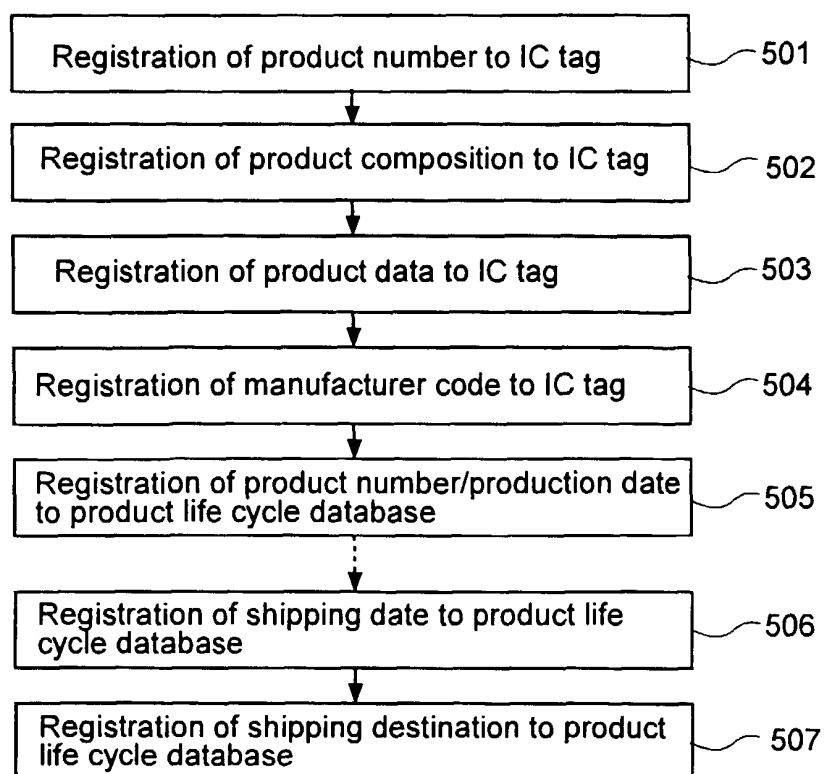 Registration of product number to IC tag 501
Registration of product composition to IC tag 502
Registration of product data to IC tag 503
Registration of manufacturer code to IC tag 504
Registration of product number/production date
to product life cycle database 505
Registration of shipping date to product life
cycle database 506
Registration of shipping destination to product
life cycle database 507